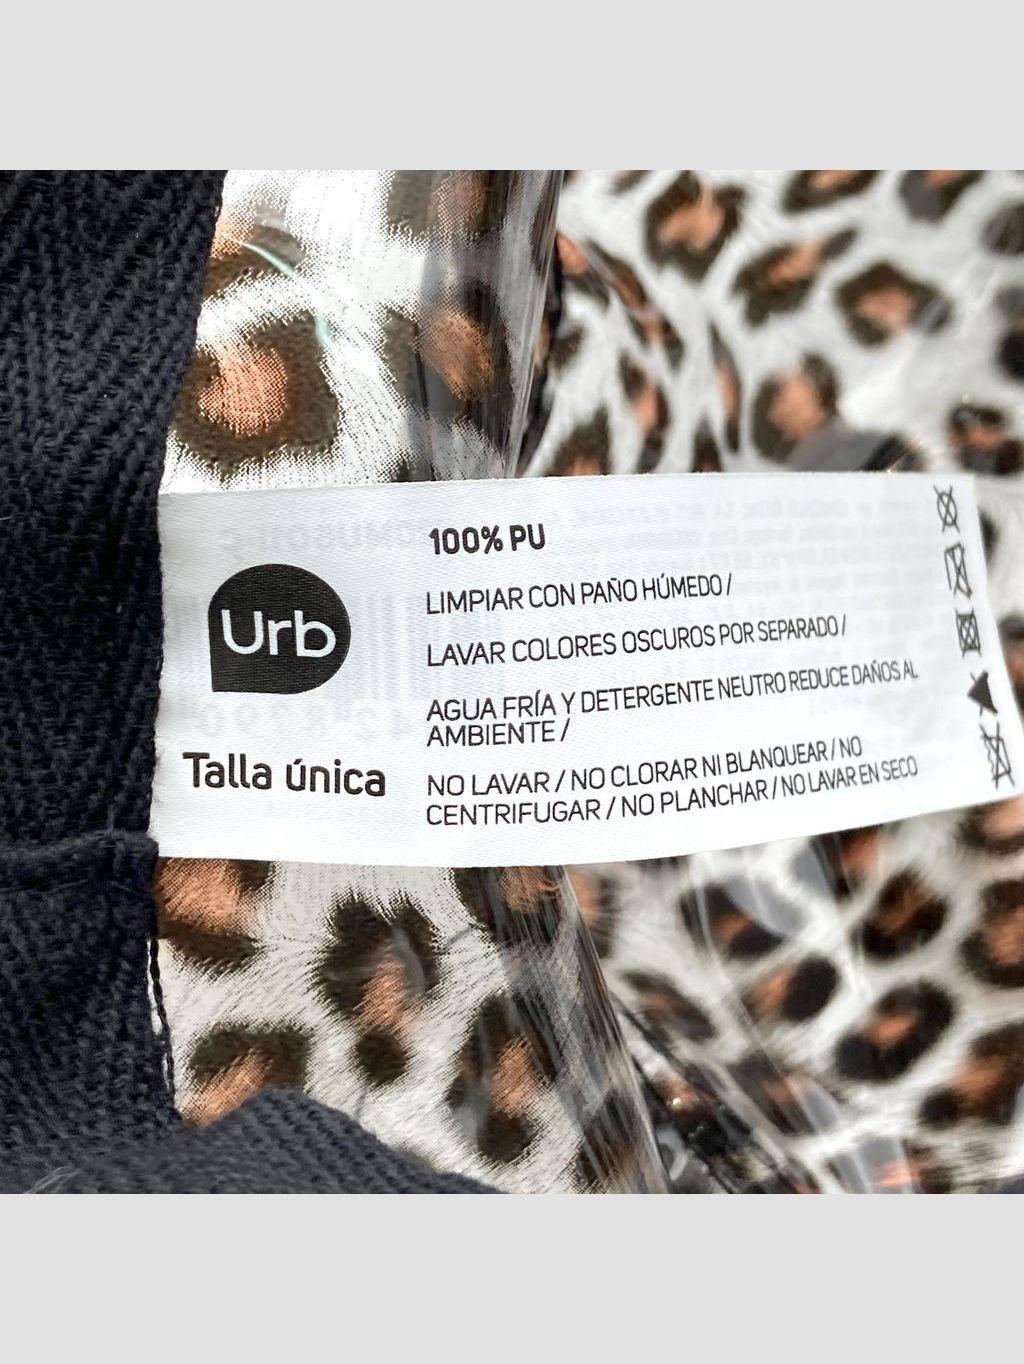 100% PU
LIMPIAR CON PAÑO HÚMEDO /
Urb
LAVAR COLORES OSCUROS POR SEPARADO /
AGUA FRÍA Y DETERGENTE NEUTRO REDUCE DAÑOS AL
AMBIENTE /
Talla única
NO LAVAR / NO CLORAR NI BLANQUEAR / NO
CENTRIFUGAR / NO PLANCHAR / NO LAVAR EN SECO